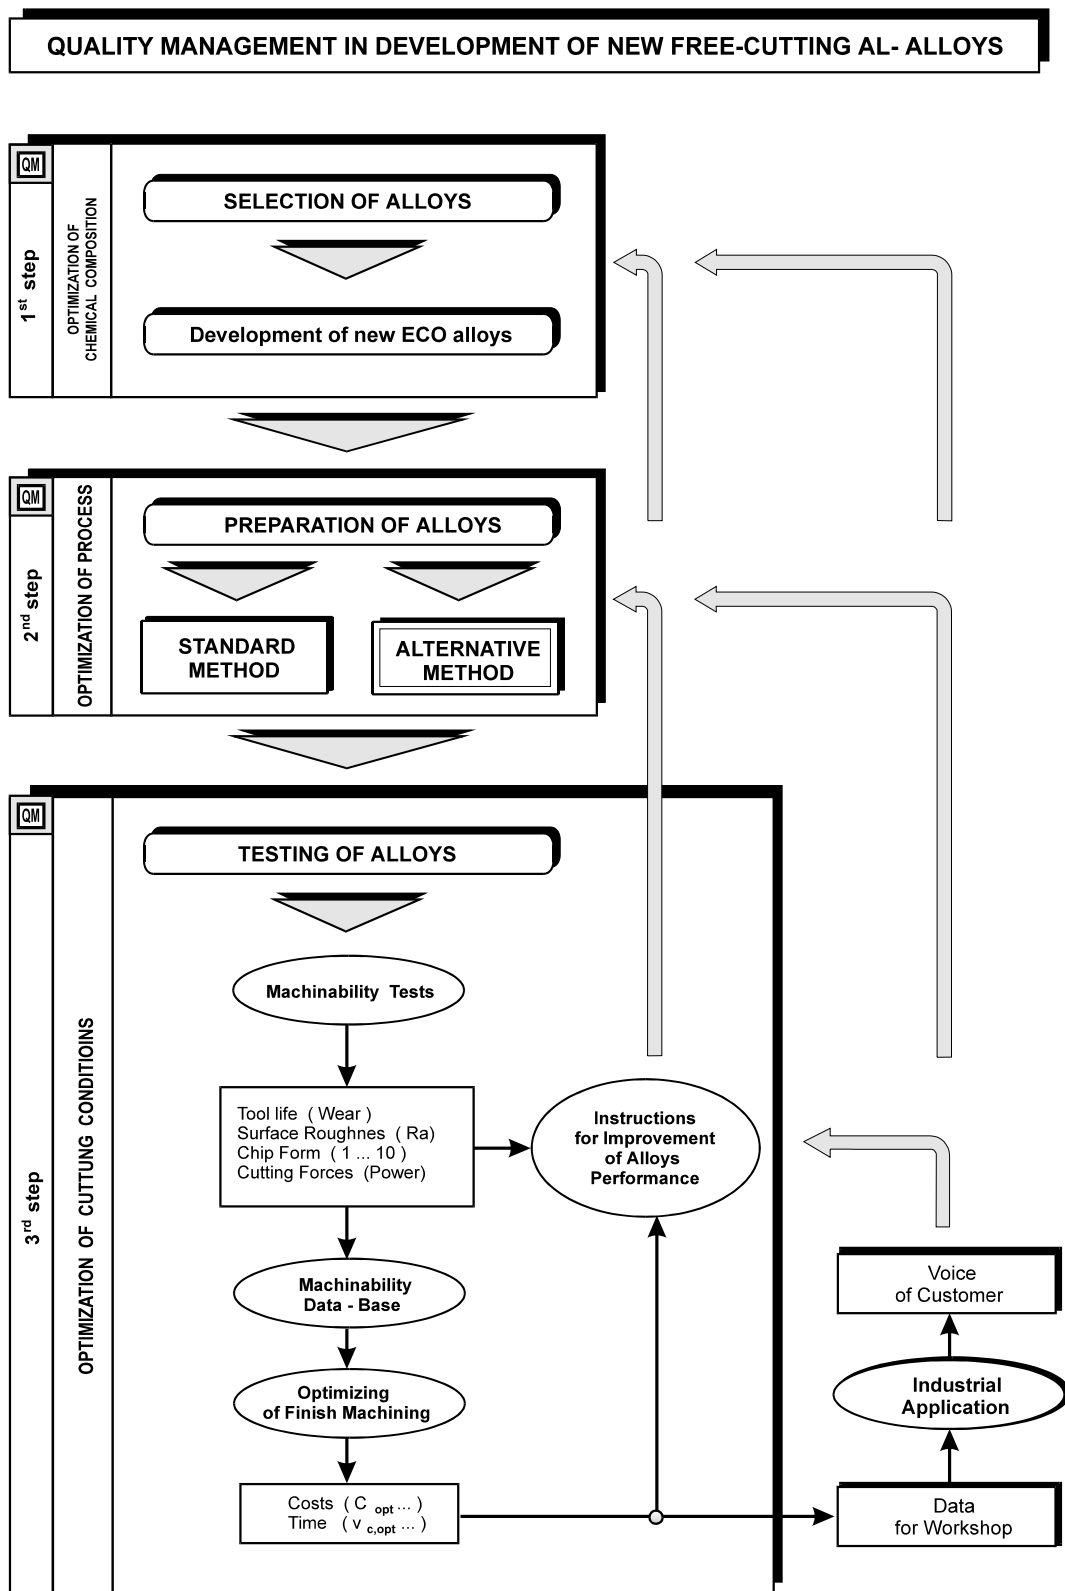 QUALITY MANAGEMENT IN DEVELOPMENT OF NEW FREE-CUTTING AL- ALLOYS
QM
1st step
OPTIMIZATION OF
CHEMICAL COMPOSITION
SELECTION OF ALLOYS
Development of new ECO alloys
QM
2nd step
OPTIMIZATION OF PROCESS
PREPARATION OF ALLOYS
STANDARD
METHOD
ALTERNATIVE
METHOD
QM
3rd step
OPTIMIZATION OF CUTTUNG CONDITIOINS
TESTING OF ALLOYS
Machinability Tests
Tool life ( Wear )
Surface Roughnes ( Ra)
Chip Form ( 1 ... 10 )
Cutting Forces (Power)
Instructions
for Improvement
of Alloys
Performance
Machinability
Data - Base
Optimizing
of Finish Machining
Costs ( C opt ... )
Time ( v c,opt ... )
Voice
of Customer
Industrial
Application
Data
for Workshop